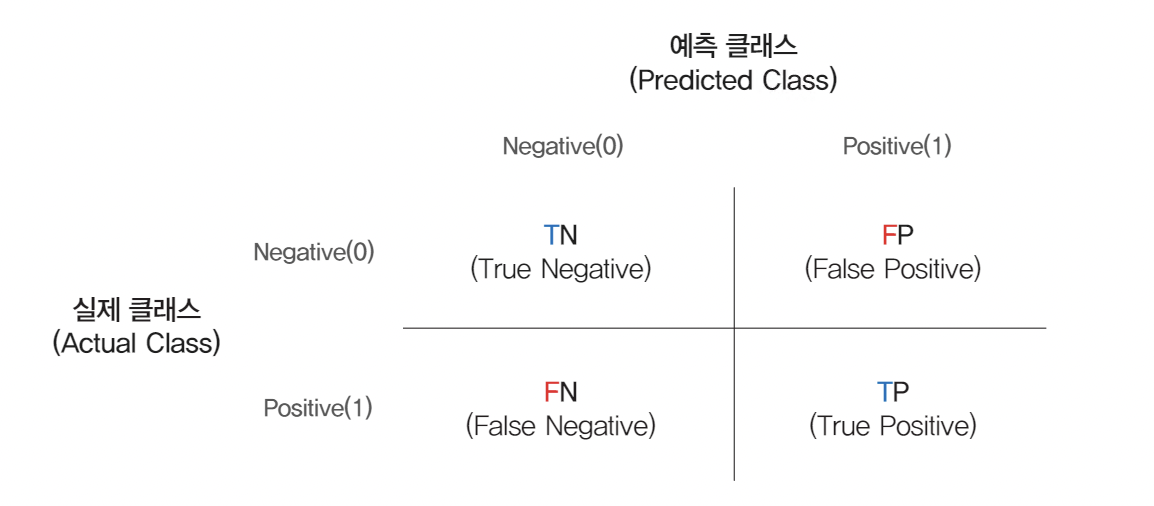 예측 클래스
(Predicted Class)
Negative(0)
Positive(1)
Negative(0)
TN
(True Negative)
FP
(False Positive)
실제 클래스
(Actual Class)
Positive(1)
FN
(False Negative)
TP
(True Positive)